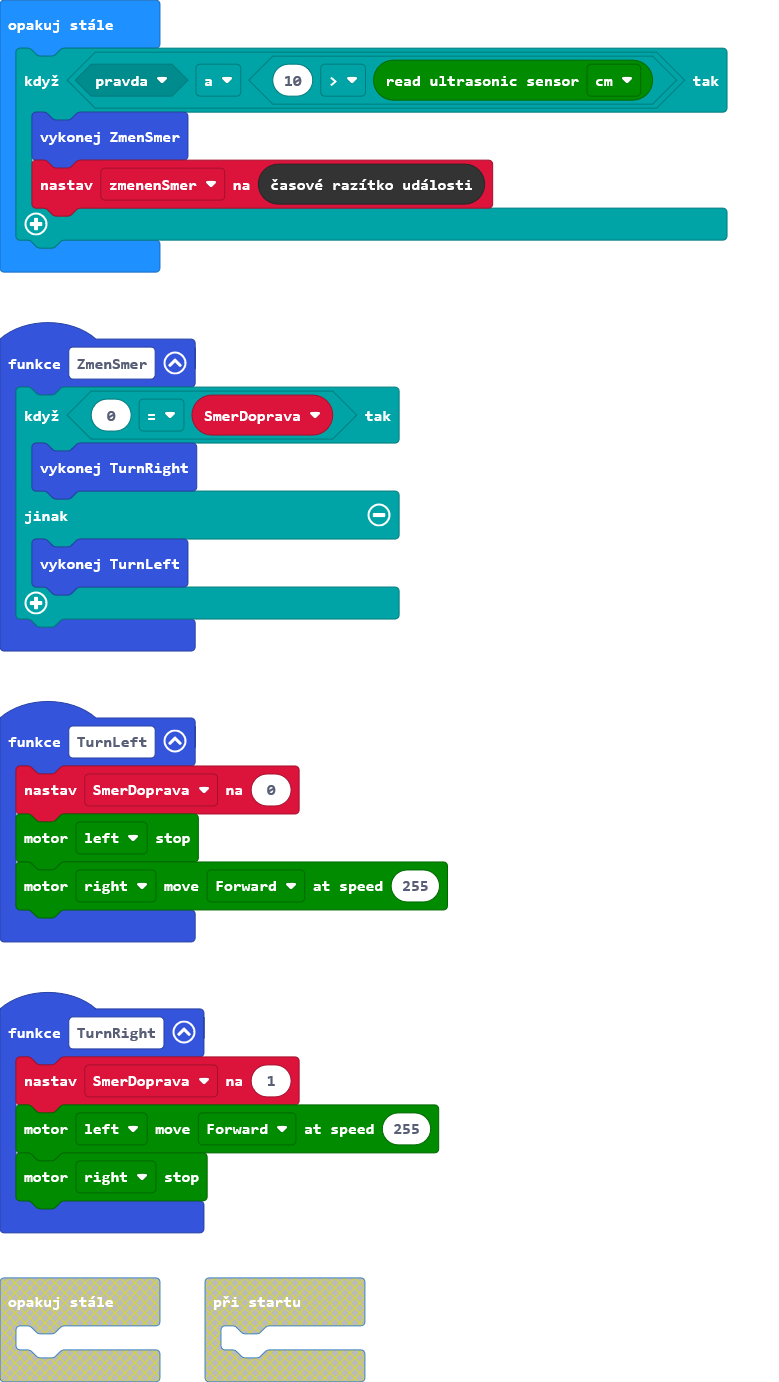 opakuj stále
když pravda a 10 > read ultrasonic sensor cm tak
vykonej ZmenSmer
nastav zmenenSmer na časové razítko události
funkce ZmenSmer
když 0 = SmerDoprava tak
vykonej TurnRight
jinak
vykonej TurnLeft
funkce TurnLeft
nastav SmerDoprava na 0
motor left stop
motor right move Forward at speed 255
funkce TurnRight
nastav SmerDoprava na 1
motor left move Forward at speed 255
motor right stop
opakuj stále při startu